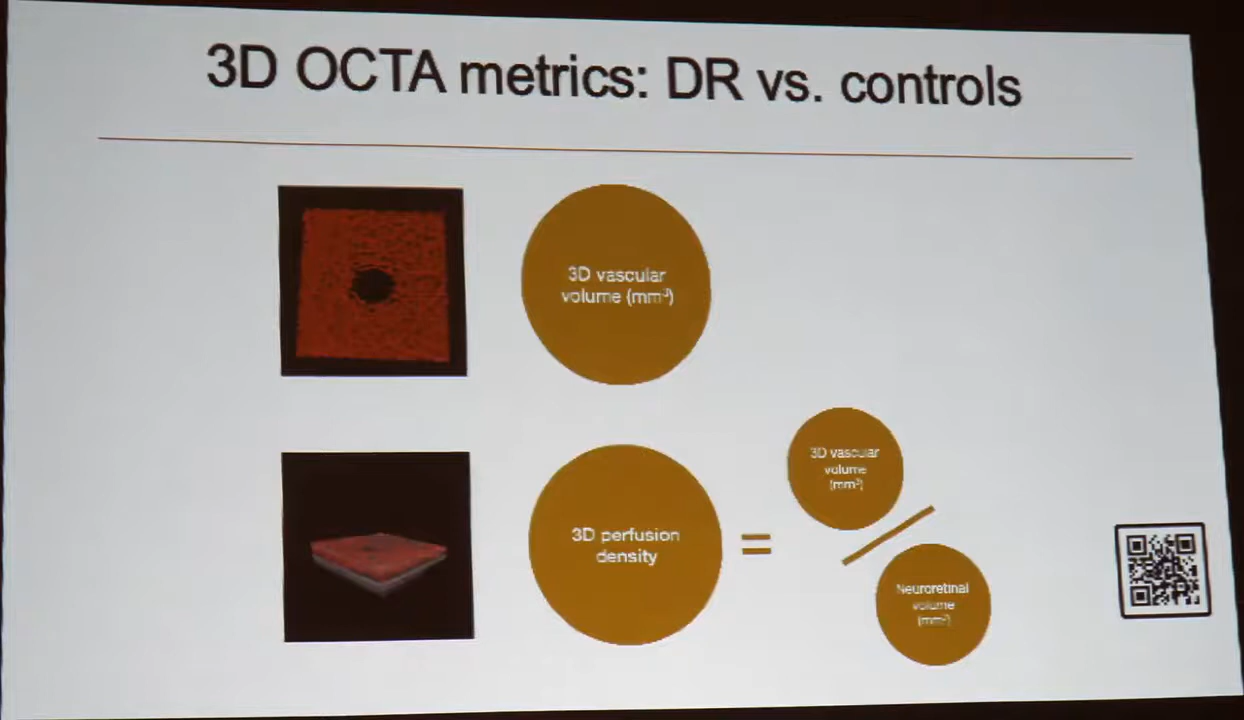 3D OCTA metrics: DR vs. controls
3D vascular
volume (mm³)
3D perfusion
density
=
3D vascular
volume
(mm³)
Neuroretinal
volume
(mm³)